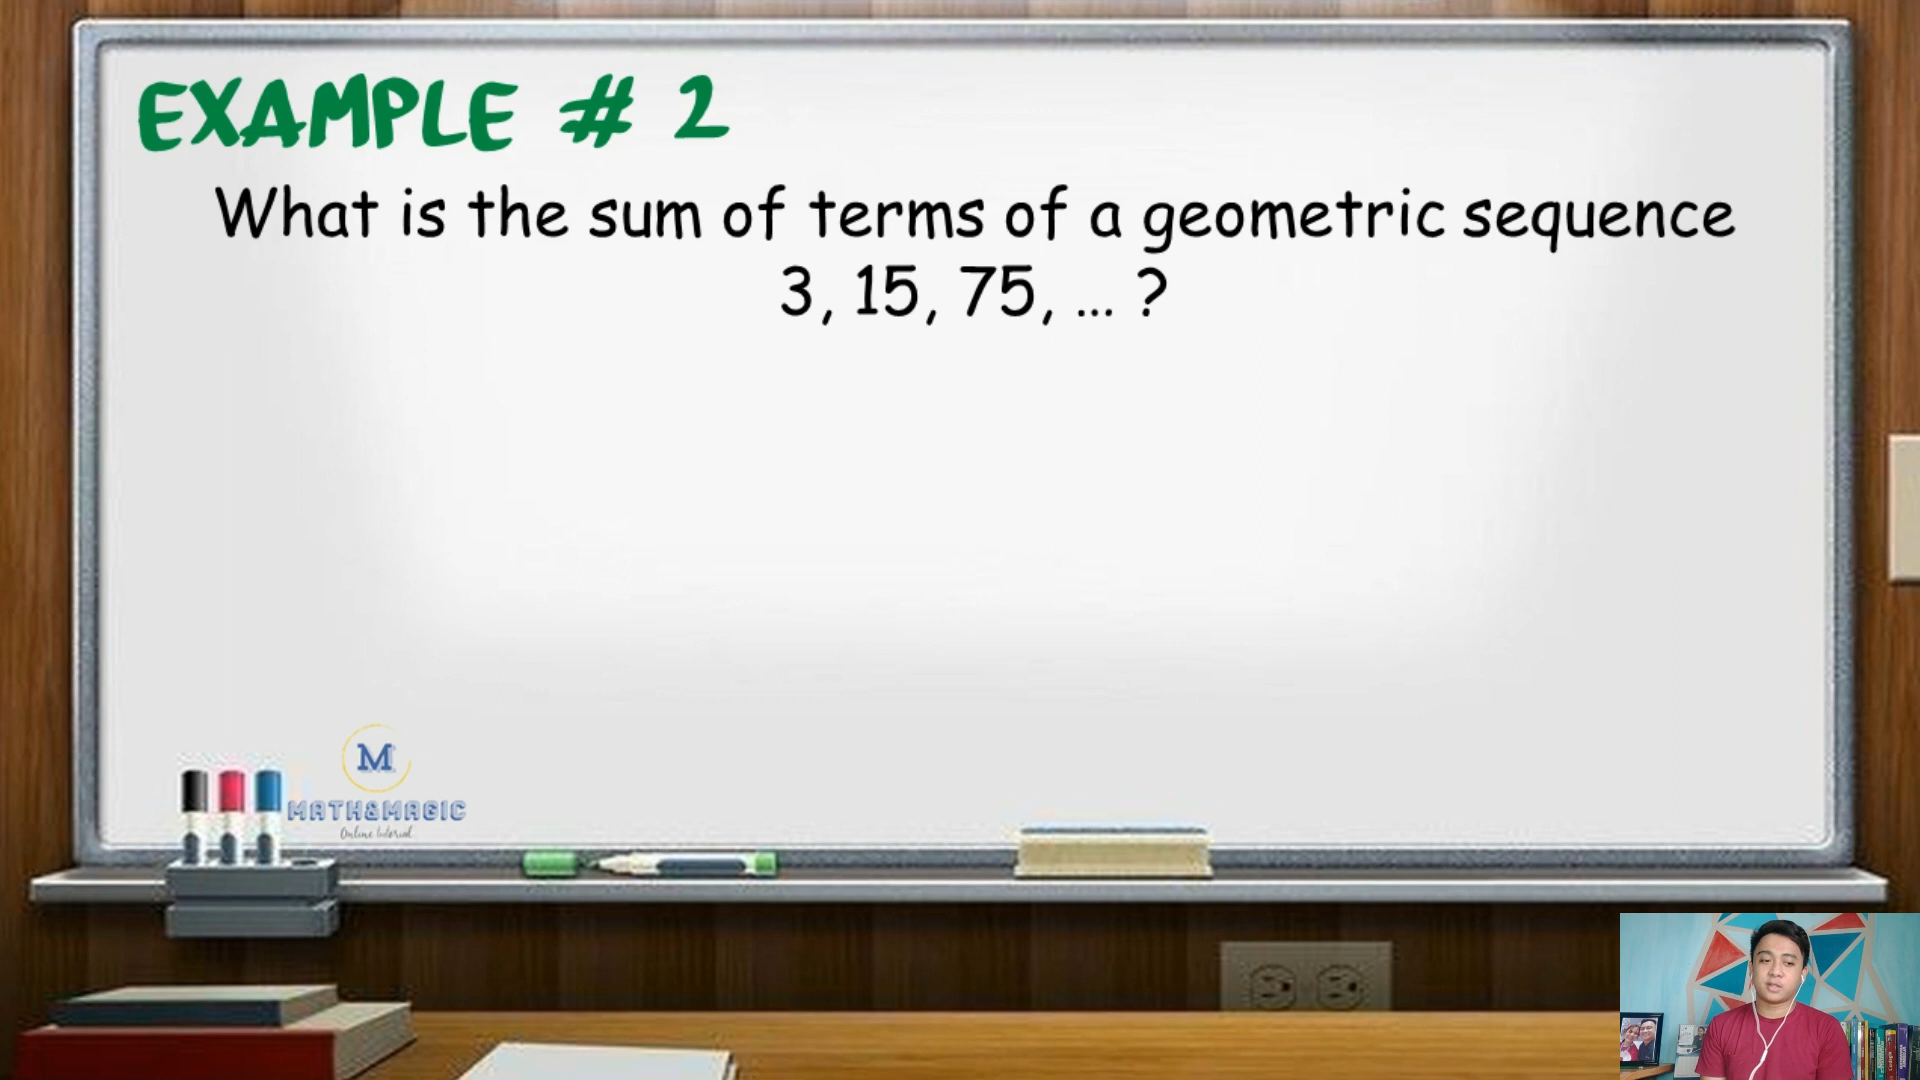 EXAMPLE # 2
What is the sum of terms of a geometric sequence
3, 15, 75, ... ?
M
MATH&MAGIC
Online tutorial